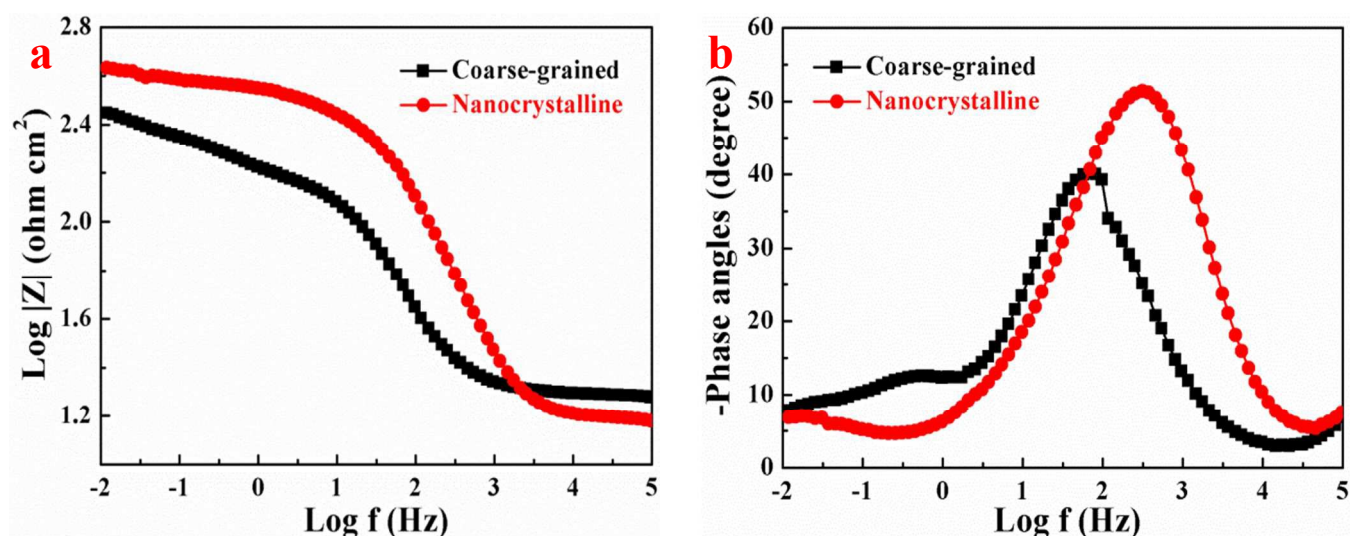 a
Log |Z| (ohm cm²)
2.8
2.4
2.0
1.6
1.2
Coarse-grained
Nanocrystalline
-2 -1 0 1 2 3 4 5
Log f (Hz)
b
-Phase angles (degree)
60
50
40
30
20
10
0
Coarse-grained
Nanocrystalline
-2 -1 0 1 2 3 4 5
Log f (Hz)